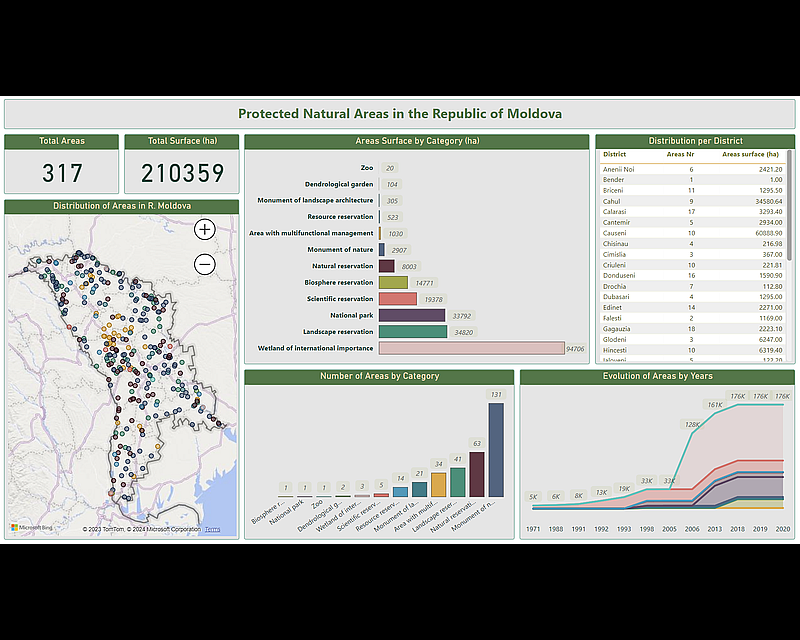 Protected Natural Areas in the Republic of Moldova
Total Areas
317
Total Surface (ha)
210359
Distribution of Areas in R. Moldova
+
−
Microsoft Bing
© 2023 TomTom, © 2024 Microsoft Corporation Terms
Areas Surface by Category (ha)
Zoo 20
Dendrological garden 104
Monument of landscape architecture 305
Resource reservation 523
Area with multifunctional management 1030
Monument of nature 2907
Natural reservation 8003
Biosphere reservation 14771
Scientific reservation 19378
National park 33792
Landscape reservation 34820
Wetland of international importance 94706
Distribution per District
District Areas Nr Areas surface (ha)
Anenii Noi 6 2421.20
Bender 1 1.00
Briceni 11 1295.50
Cahul 9 34580.64
Calarasi 17 3293.40
Cantemir 5 2934.00
Causeni 10 60888.90
Chisinau 4 216.98
Cimislia 3 367.00
Criuleni 10 221.81
Donduseni 16 1590.90
Drochia 7 112.80
Dubasari 4 1295.00
Edinet 14 2271.00
Falesti 2 1169.00
Gagauzia 18 2223.10
Glodeni 3 6247.00
Hincesti 10 6319.40
Number of Areas by Category
1 1 1 2 3 5 14 21 34 41 63 131
Biosphere r...
National park
Zoo
Dendrological g...
Wetland of inter...
Scientific reserv...
Resource reserv...
Monument of la...
Area with multif...
Landscape reser...
Natural reservati...
Monument of n...
Evolution of Areas by Years
5K 6K 8K 13K 19K 33K 33K 128K 161K 176K 176K 176K
1971 1988 1991 1992 1993 1998 2005 2006 2013 2018 2019 2020